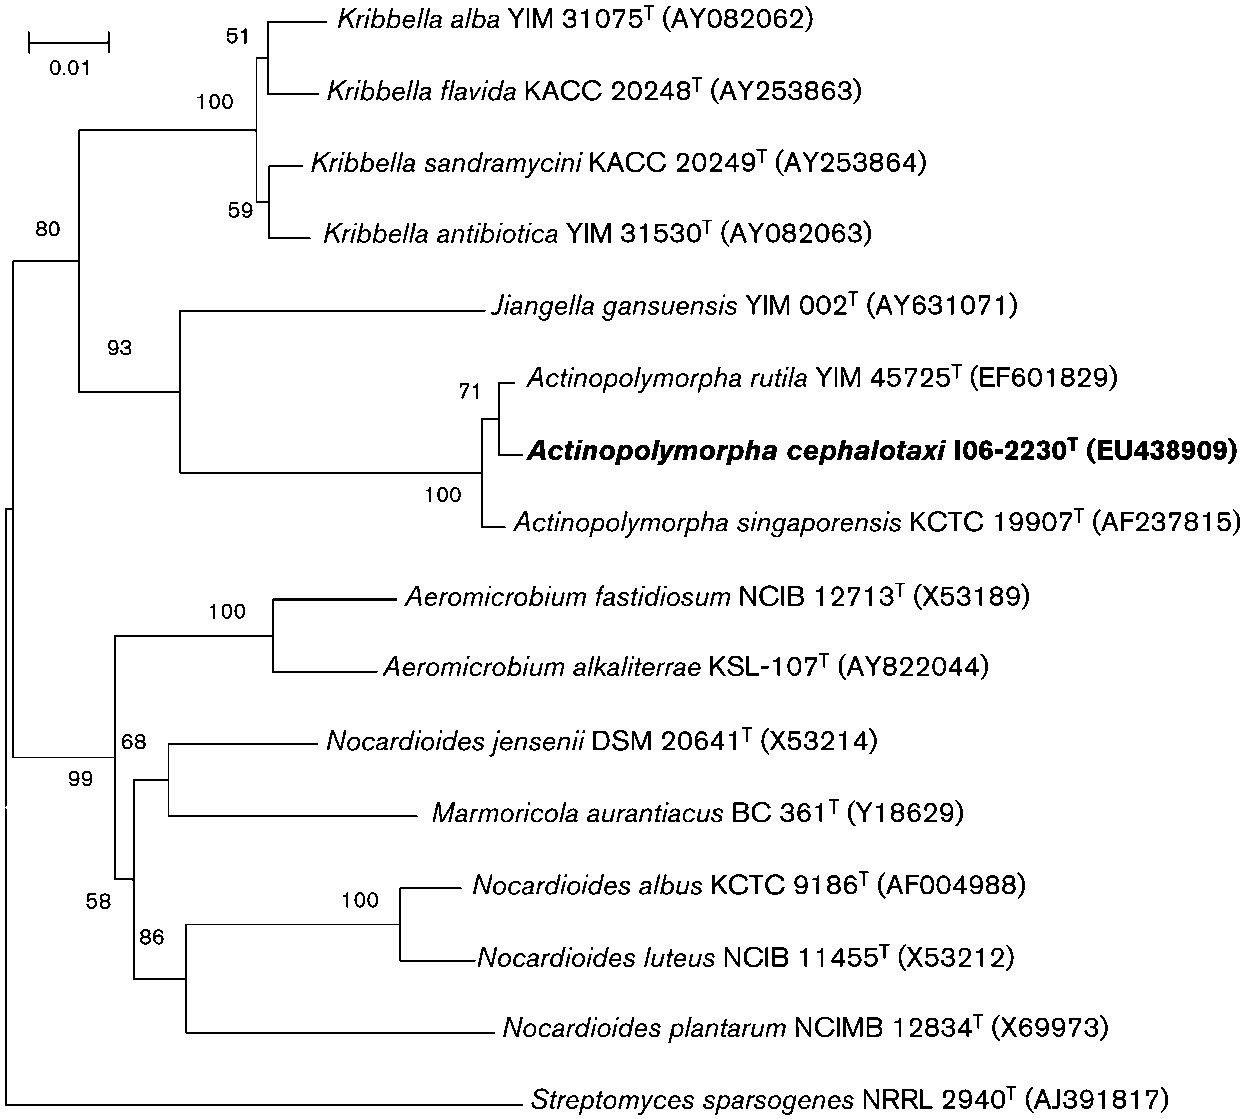 Kribbella alba YIM 31075T (AY082062)
51
0.01
Kribbella flavida KACC 20248T (AY253863)
100
Kribbella sandramycini KACC 20249T (AY253864)
59
80
Kribbella antibiotica YIM 31530T (AY082063)
Jiangella gansuensis YIM 002T (AY631071)
93
Actinopolymorpha rutila YIM 45725T (EF601829)
71
Actinopolymorpha cephalotaxi I06-2230T (EU438909)
100
Actinopolymorpha singaporensis KCTC 19907T (AF237815)
Aeromicrobium fastidiosum NCIB 12713T (X53189)
100
Aeromicrobium alkaliterrae KSL-107T (AY822044)
68
Nocardioides jensenii DSM 20641T (X53214)
99
Marmoricola aurantiacus BC 361T (Y18629)
Nocardioides albus KCTC 9186T (AF004988)
58
100
86
Nocardioides luteus NCIB 11455T (X53212)
Nocardioides plantarum NCIMB 12834T (X69973)
Streptomyces sparsogenes NRRL 2940T (AJ391817)